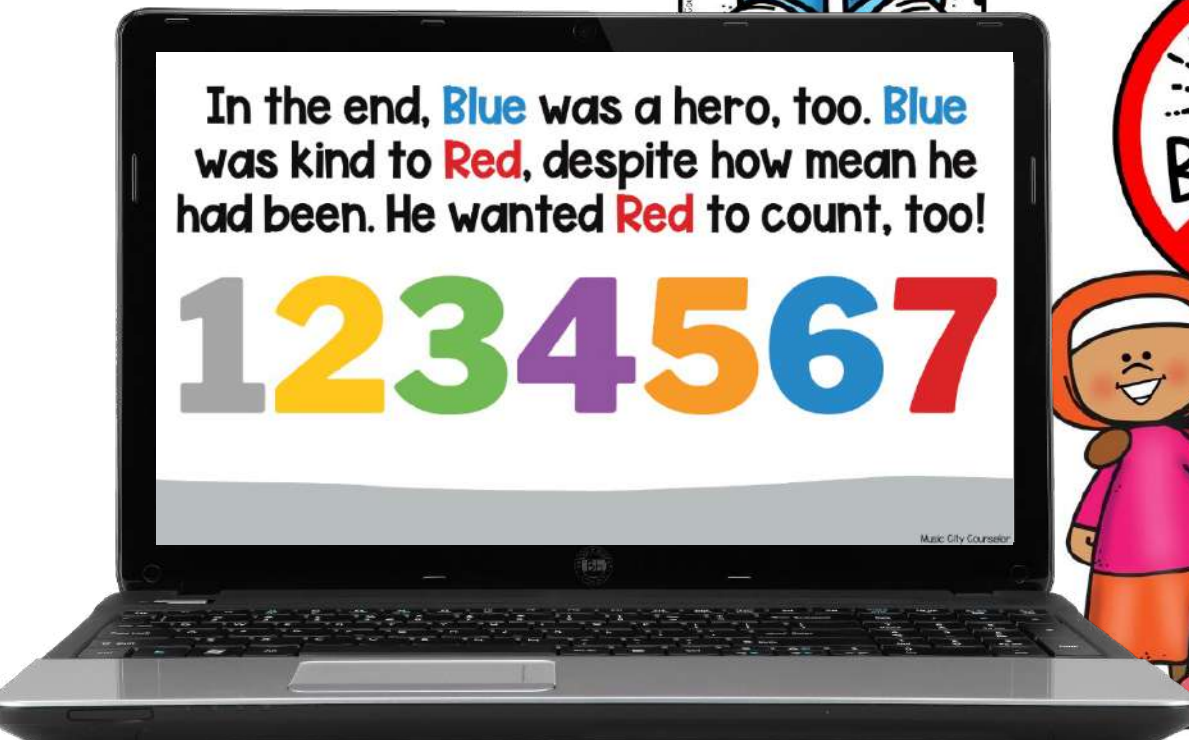 In the end, Blue was a hero, too. Blue
was kind to Red, despite how mean he
had been. He wanted Red to count, too!
1234567
Music City Counselor